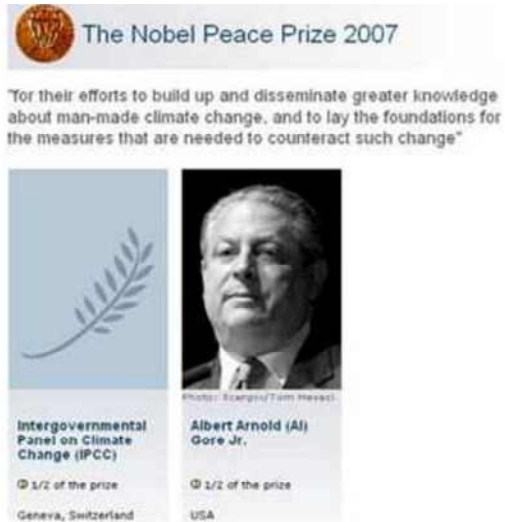 The Nobel Peace Prize 2007
"for their efforts to build up and disseminate greater knowledge
about man-made climate change, and to lay the foundations for
the measures that are needed to counteract such change"
Photo: Scanpix/Tom Hevezi
Intergovernmental
Panel on Climate
Change (IPCC)
1/2 of the prize
Geneva, Switzerland
Albert Arnold (Al)
Gore Jr.
1/2 of the prize
USA